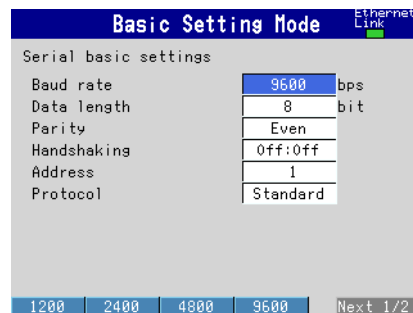 Basic Setting Mode
Ethernet
Link
Serial basic settings
Baud rate 9600 bps
Data length 8 bit
Parity Even
Handshaking Off:Off
Address 1
Protocol Standard
1200 2400 4800 9600 Next 1/2